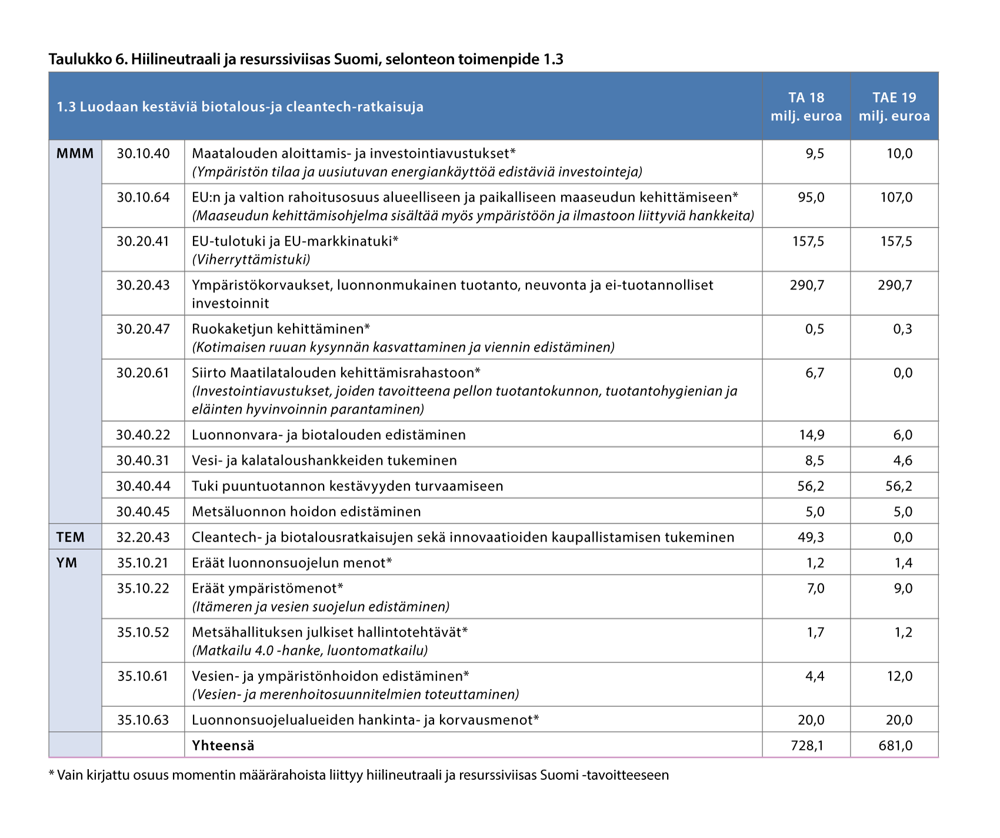 Taulukko 6. Hiilineutraali ja resurssiviisas Suomi, selonteon toimenpide 1.3
1.3 Luodaan kestäviä biotalous-ja cleantech-ratkaisuja
TA 18
milj. euroa
TAE 19
milj. euroa
MMM 30.10.40 Maatalouden aloittamis- ja investointiavustukset* 9,5 10,0
(Ympäristön tilaa ja uusiutuvan energiankäyttöä edistäviä investointeja)
30.10.64 EU:n ja valtion rahoitusosuus alueelliseen ja paikalliseen maaseudun kehittämiseen* 95,0 107,0
(Maaseudun kehittämisohjelma sisältää myös ympäristöön ja ilmastoon liittyviä hankkeita)
30.20.41 EU-tulotuki ja EU-markkinatuki* 157,5 157,5
(Viherryttämistuki)
30.20.43 Ympäristökorvaukset, luonnonmukainen tuotanto, neuvonta ja ei-tuotannolliset 290,7 290,7
investoinnit
30.20.47 Ruokaketjun kehittäminen* 0,5 0,3
(Kotimaisen ruuan kysynnän kasvattaminen ja viennin edistäminen)
30.20.61 Siirto Maatilatalouden kehittämisrahastoon* 6,7 0,0
(Investointiavustukset, joiden tavoitteena pellon tuotantokunnon, tuotantohygienian ja
eläinten hyvinvoinnin parantaminen)
30.40.22 Luonnonvara- ja biotalouden edistäminen 14,9 6,0
30.40.31 Vesi- ja kalataloushankkeiden tukeminen 8,5 4,6
30.40.44 Tuki puuntuotannon kestävyyden turvaamiseen 56,2 56,2
30.40.45 Metsäluonnon hoidon edistäminen 5,0 5,0
TEM 32.20.43 Cleantech- ja biotalousratkaisujen sekä innovaatioiden kaupallistamisen tukeminen 49,3 0,0
YM 35.10.21 Eräät luonnonsuojelun menot* 1,2 1,4
35.10.22 Eräät ympäristömenot* 7,0 9,0
(Itämeren ja vesien suojelun edistäminen)
35.10.52 Metsähallituksen julkiset hallintotehtävät* 1,7 1,2
(Matkailu 4.0 -hanke, luontomatkailu)
35.10.61 Vesien- ja ympäristönhoidon edistäminen* 4,4 12,0
(Vesien- ja merenhoitosuunnitelmien toteuttaminen)
35.10.63 Luonnonsuojelualueiden hankinta- ja korvausmenot* 20,0 20,0
Yhteensä 728,1 681,0
* Vain kirjattu osuus momentin määrärahoista liittyy hiilineutraali ja resurssiviisas Suomi -tavoitteeseen